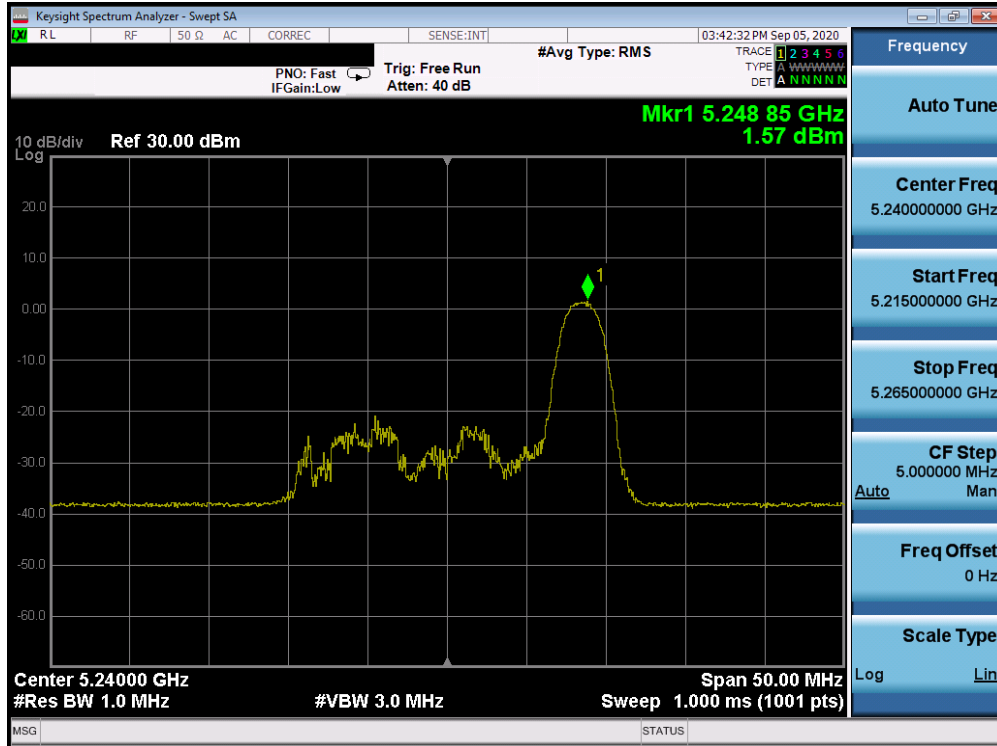 Keysight Spectrum Analyzer - Swept SA
LXI RL RF 50 Ω AC CORREC SENSE:INT 03:42:32 PM Sep 05, 2020
#Avg Type: RMS
TRACE 1 2 3 4 5 6
TYPE A WWWWW
DET A N N N N N
PNO: Fast
IFGain:Low
Trig: Free Run
Atten: 40 dB
Mkr1 5.248 85 GHz
1.57 dBm
10 dB/div
Log
Ref 30.00 dBm
20.0
10.0
0.00
-10.0
-20.0
-30.0
-40.0
-50.0
-60.0
1
Center 5.24000 GHz
#Res BW 1.0 MHz
#VBW 3.0 MHz
Span 50.00 MHz
Sweep 1.000 ms (1001 pts)
MSG
STATUS
Frequency
Auto Tune
Center Freq
5.240000000 GHz
Start Freq
5.215000000 GHz
Stop Freq
5.265000000 GHz
CF Step
5.000000 MHz
Auto Man
Freq Offset
0 Hz
Scale Type
Log Lin